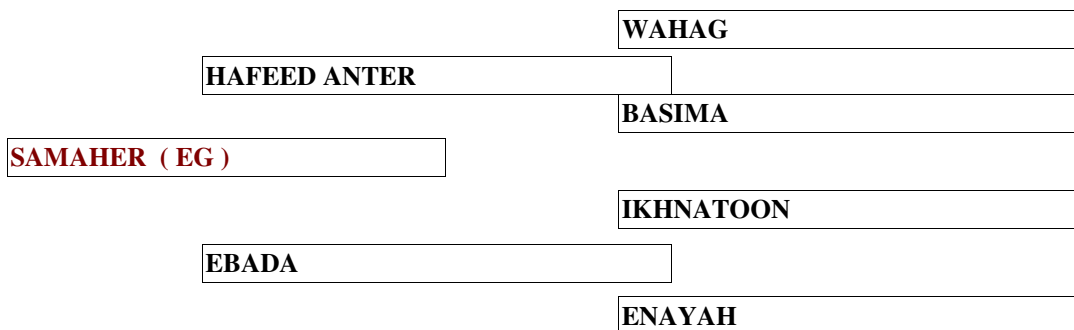 WAHAG
HAFEED ANTER
BASIMA
SAMAHER ( EG )
IKHNATOON
EBADA
ENAYAH